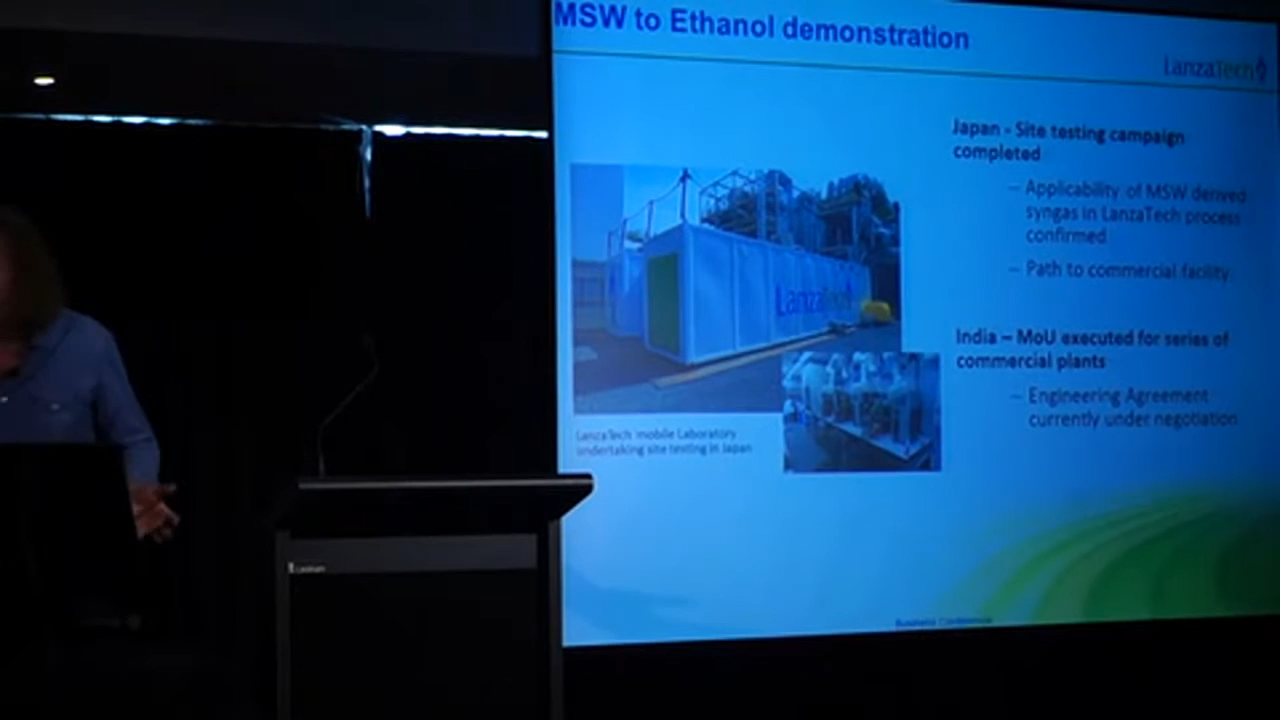 MSW to Ethanol demonstration
LanzaTech
Japan - Site testing campaign
completed
– Applicability of MSW derived
syngas in LanzaTech process
confirmed
– Path to commercial facility
LanzaTech
India – MoU executed for series of
commercial plants
– Engineering Agreement
currently under negotiation
LanzaTech mobile Laboratory
undertaking site testing in Japan
Business Conference